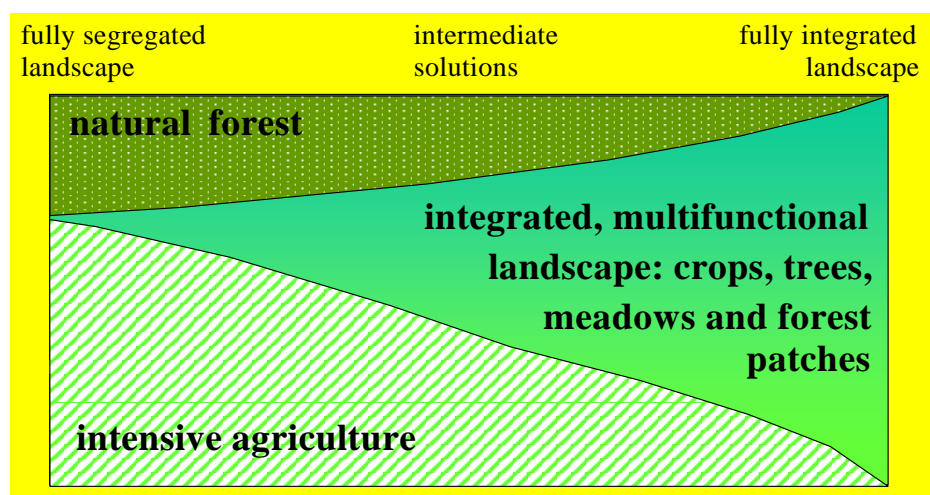 fully segregated
landscape
intermediate
solutions
fully integrated
landscape
natural forest
integrated, multifunctional
landscape: crops, trees,
meadows and forest
patches
intensive agriculture